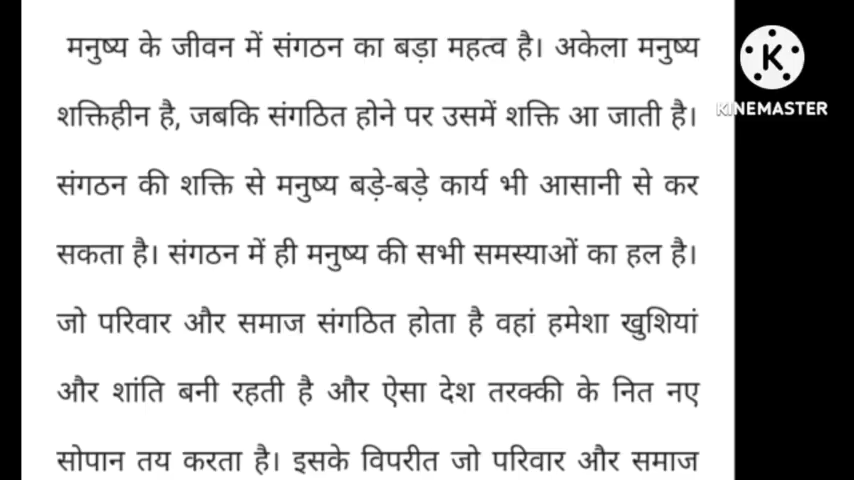 मनुष्य के जीवन में संगठन का बड़ा महत्व है। अकेला मनुष्य
शक्तिहीन है, जबकि संगठित होने पर उसमें शक्ति आ जाती है।
संगठन की शक्ति से मनुष्य बड़े-बड़े कार्य भी आसानी से कर
सकता है। संगठन में ही मनुष्य की सभी समस्याओं का हल है।
जो परिवार और समाज संगठित होता है वहां हमेशा खुशियां
और शांति बनी रहती है और ऐसा देश तरक्की के नित नए
सोपान तय करता है। इसके विपरीत जो परिवार और समाज
K
KINEMASTER